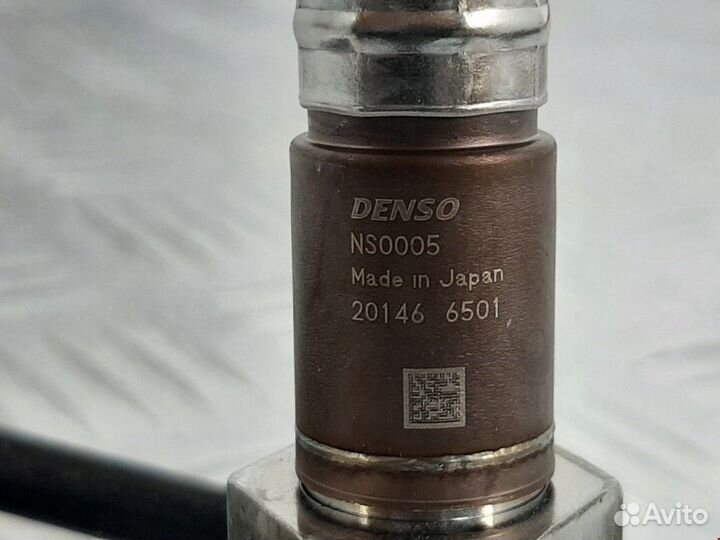 DENSO
NS0005
Made in Japan
20146 6501
Avito